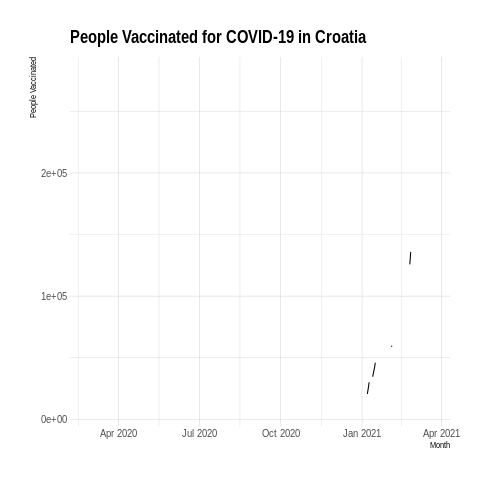 People Vaccinated for COVID-19 in Croatia
People Vaccinated
2e+05
1e+05
0e+00
Apr 2020 Jul 2020 Oct 2020 Jan 2021 Apr 2021
Month